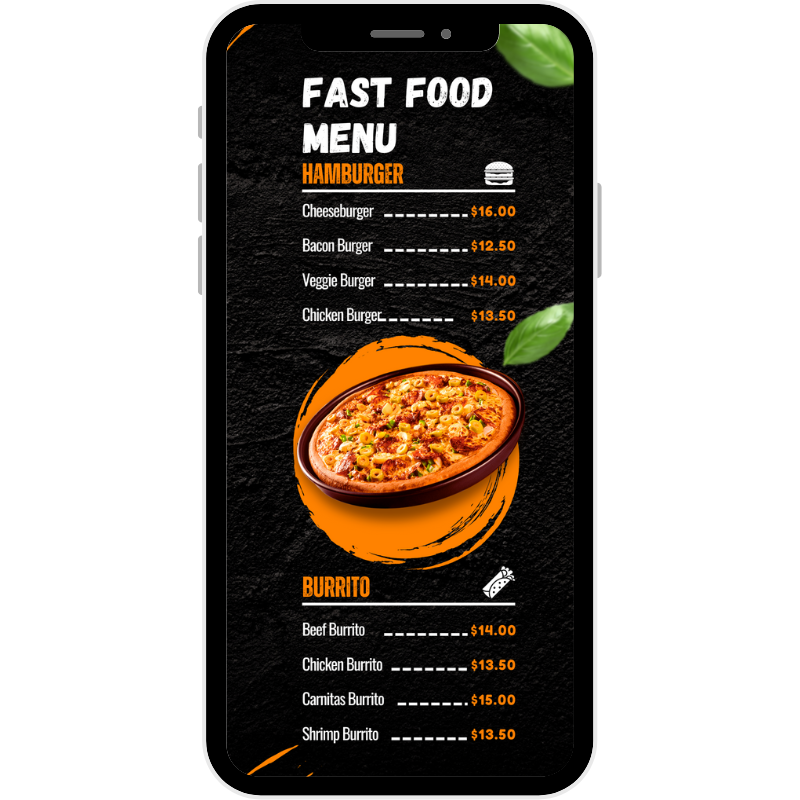 FAST FOOD
MENU
HAMBURGER
Cheeseburger $16.00
Bacon Burger $12.50
Veggie Burger $14.00
Chicken Burger $13.50
BURRITO
Beef Burrito $14.00
Chicken Burrito $13.50
Carnitas Burrito $15.00
Shrimp Burrito $13.50